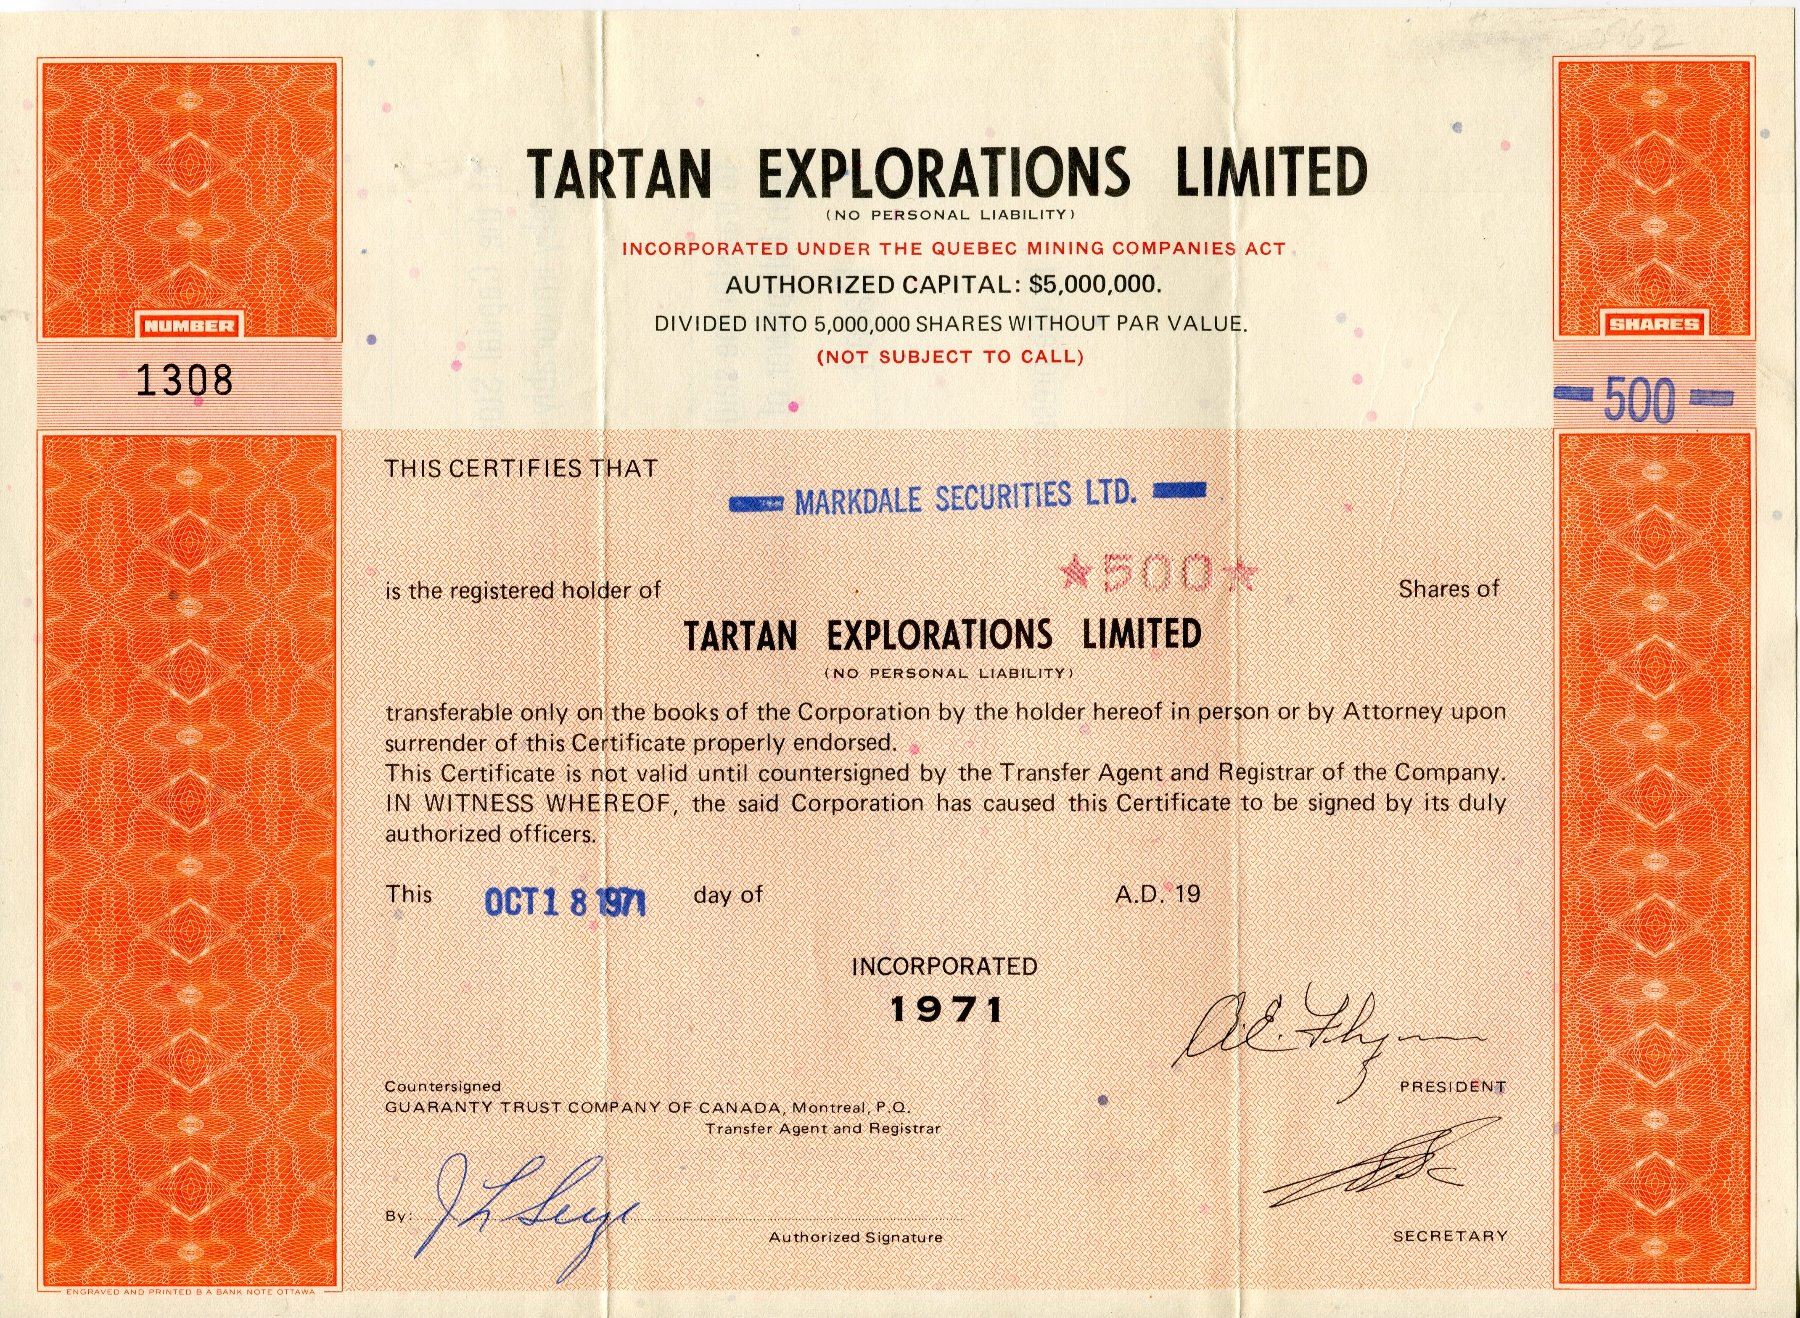 TARTAN EXPLORATIONS LIMITED
(NO PERSONAL LIABILITY)
INCORPORATED UNDER THE QUEBEC MINING COMPANIES ACT
AUTHORIZED CAPITAL: $5,000,000.
DIVIDED INTO 5,000,000 SHARES WITHOUT PAR VALUE.
(NOT SUBJECT TO CALL)
NUMBER
1308
SHARES
500
THIS CERTIFIES THAT
MARKDALE SECURITIES LTD.
is the registered holder of ★500★ Shares of
TARTAN EXPLORATIONS LIMITED
(NO PERSONAL LIABILITY)
transferable only on the books of the Corporation by the holder hereof in person or by Attorney upon
surrender of this Certificate properly endorsed.
This Certificate is not valid until countersigned by the Transfer Agent and Registrar of the Company.
IN WITNESS WHEREOF, the said Corporation has caused this Certificate to be signed by its duly
authorized officers.
This OCT 18 1971 day of A.D. 19
INCORPORATED
1971
A.E. Flynn
PRESIDENT
Countersigned
GUARANTY TRUST COMPANY OF CANADA, Montreal, P.Q.
Transfer Agent and Registrar
By:
Authorized Signature
SECRETARY
ENGRAVED AND PRINTED B A BANK NOTE OTTAWA